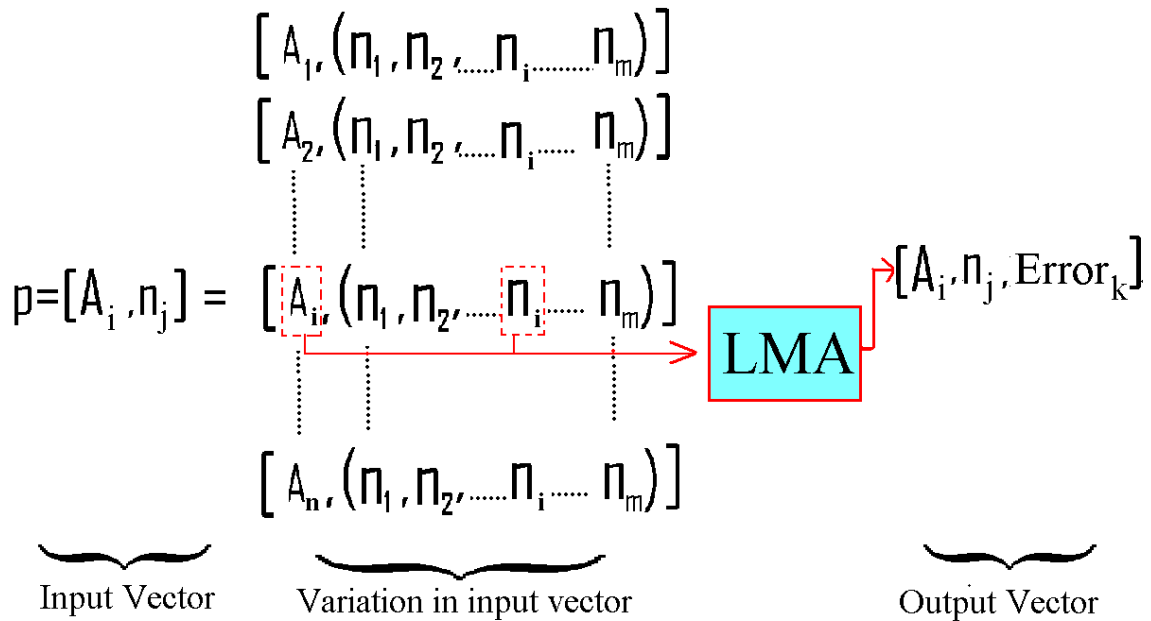 [A₁,(n₁,n₂,......nᵢ.........nₘ)]
[A₂,(n₁,n₂,......nᵢ...... nₘ)]
p=[Aᵢ,nⱼ] = [Aᵢ,(n₁,n₂,......nᵢ...... nₘ)]
LMA
[Aᵢ,nⱼ,Errorₖ]
[Aₙ,(n₁,n₂,......nᵢ...... nₘ)]
Input Vector
Variation in input vector
Output Vector